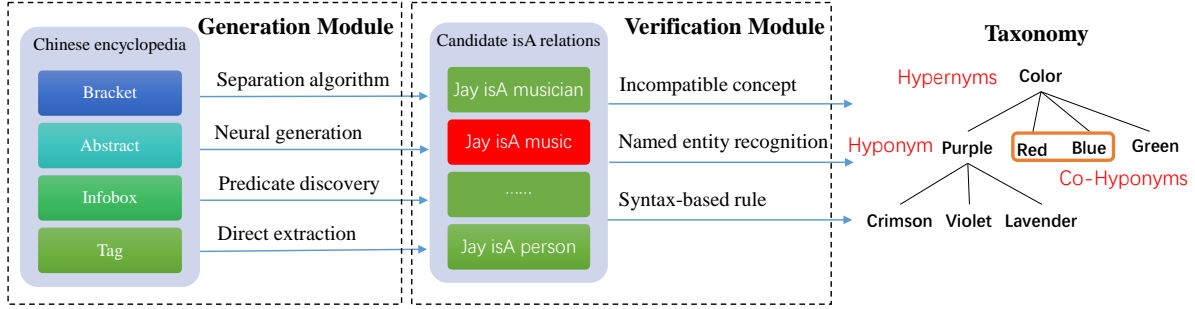 Generation Module
Chinese encyclopedia
Bracket
Abstract
Infobox
Tag
Separation algorithm
Neural generation
Predicate discovery
Direct extraction
Verification Module
Candidate isA relations
Jay isA musician
Jay isA music
......
Jay isA person
Incompatible concept
Named entity recognition
Syntax-based rule
Taxonomy
Hypernyms
Color
Hyponym
Purple
Red
Blue
Green
Co-Hyponyms
Crimson
Violet
Lavender